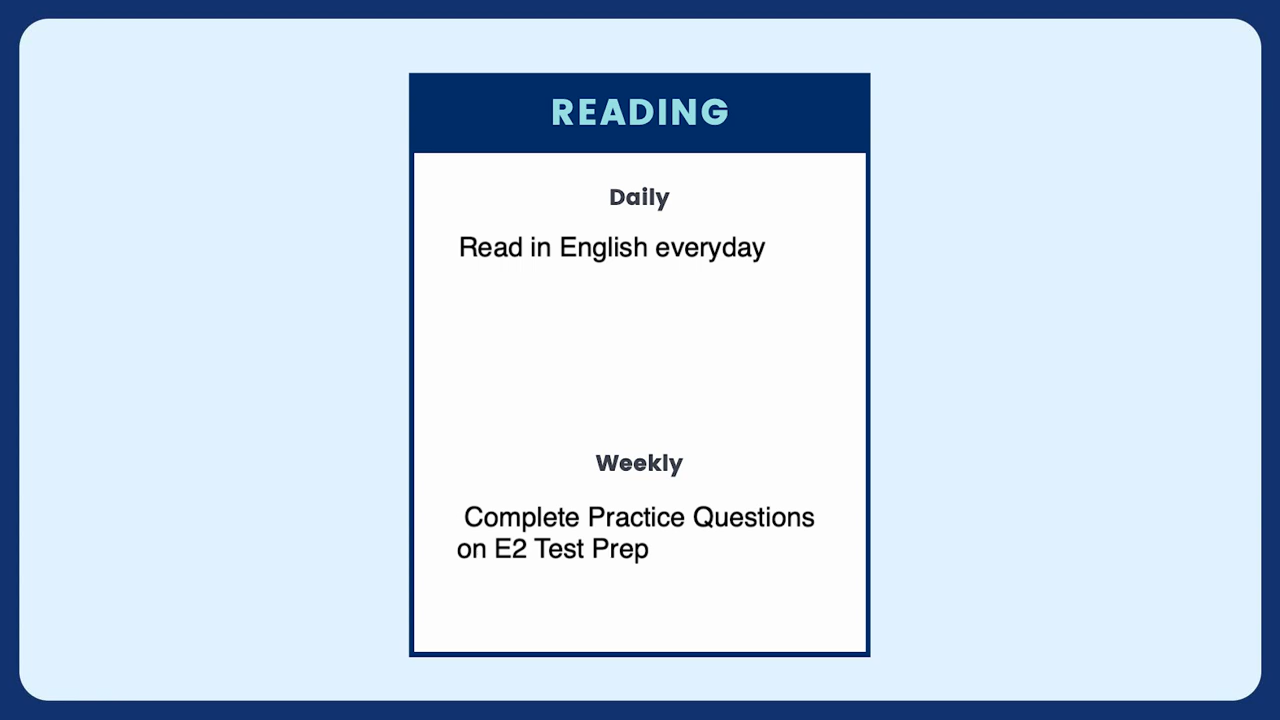 READING
Daily
Read in English everyday
Weekly
Complete Practice Questions
on E2 Test Prep